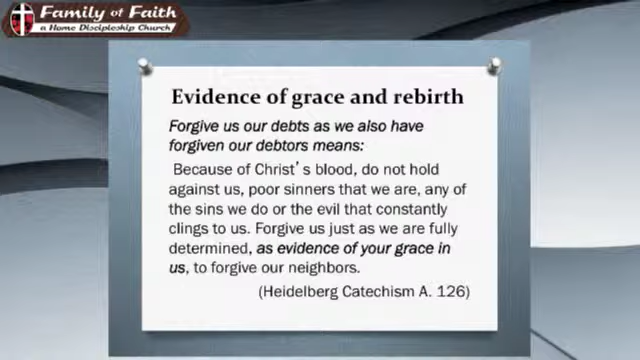 Family of Faith
a Home Discipleship Church
Evidence of grace and rebirth
Forgive us our debts as we also have
forgiven our debtors means:
Because of Christ's blood, do not hold
against us, poor sinners that we are, any of
the sins we do or the evil that constantly
clings to us. Forgive us just as we are fully
determined, as evidence of your grace in
us, to forgive our neighbors.
(Heidelberg Catechism A. 126)